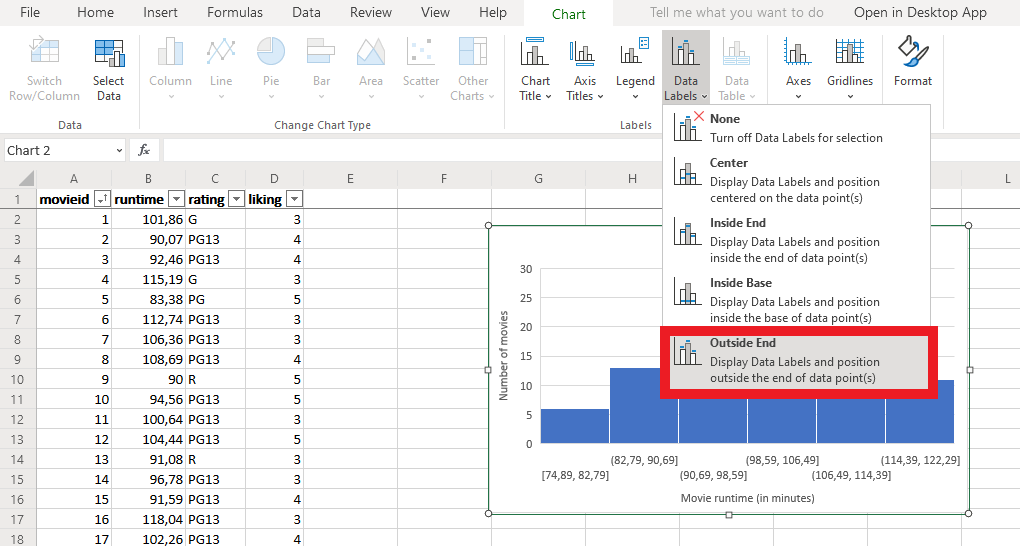 File Home Insert Formulas Data Review View Help Chart Tell me what you want to do Open in Desktop App
Switch Row/Column
Select Data
Column
Line
Pie
Bar
Area
Scatter
Other Charts
Chart Title
Axis Titles
Legend
Data Labels
Data Table
Axes
Gridlines
Format
Data Change Chart Type Labels
Chart 2 fx
None
Turn off Data Labels for selection
Center
Display Data Labels and position
centered on the data point(s)
Inside End
Display Data Labels and position
inside the end of data point(s)
Inside Base
Display Data Labels and position
inside the base of data point(s)
Outside End
Display Data Labels and position
outside the end of data point(s)
A B C D E F G H L
1 movieid runtime rating liking
2 1 101,86 G 3
3 2 90,07 PG13 4
4 3 92,46 PG13 4
5 4 115,19 G 3
6 5 83,38 PG 5
7 6 112,74 PG13 3
8 7 106,36 PG13 3
9 8 108,69 PG13 4
10 9 90 R 5
11 10 94,56 PG13 5
12 11 100,64 PG13 3
13 12 104,44 PG13 5
14 13 91,08 R 3
15 14 96,78 PG13 3
16 15 91,59 PG13 4
17 16 118,04 PG13 3
18 17 102,26 PG13 4
Number of movies
30
25
20
15
10
5
0
(82,79, 90,69] (98,59, 106,49] (114,39, 122,29]
[74,89, 82,79] (90,69, 98,59] (106,49, 114,39]
Movie runtime (in minutes)